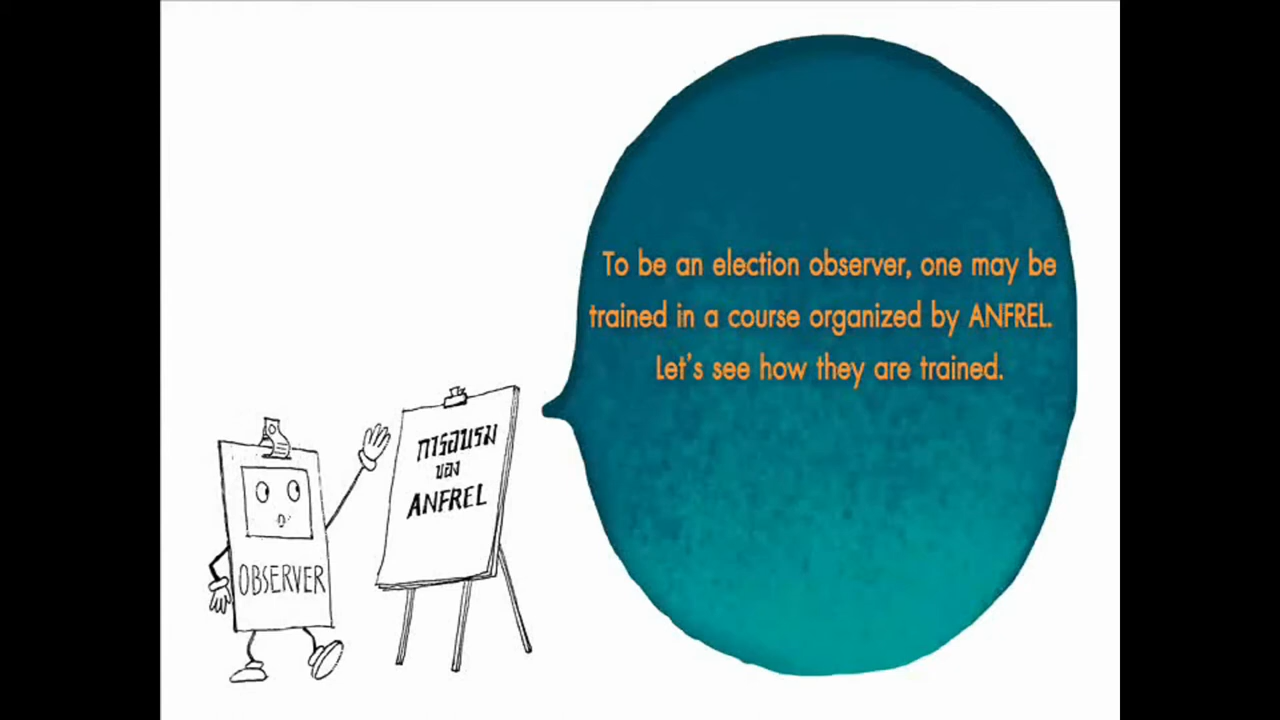 To be an election observer, one may be
trained in a course organized by ANFREL.
Let's see how they are trained.
การอบรม
ของ
ANFREL
OBSERVER